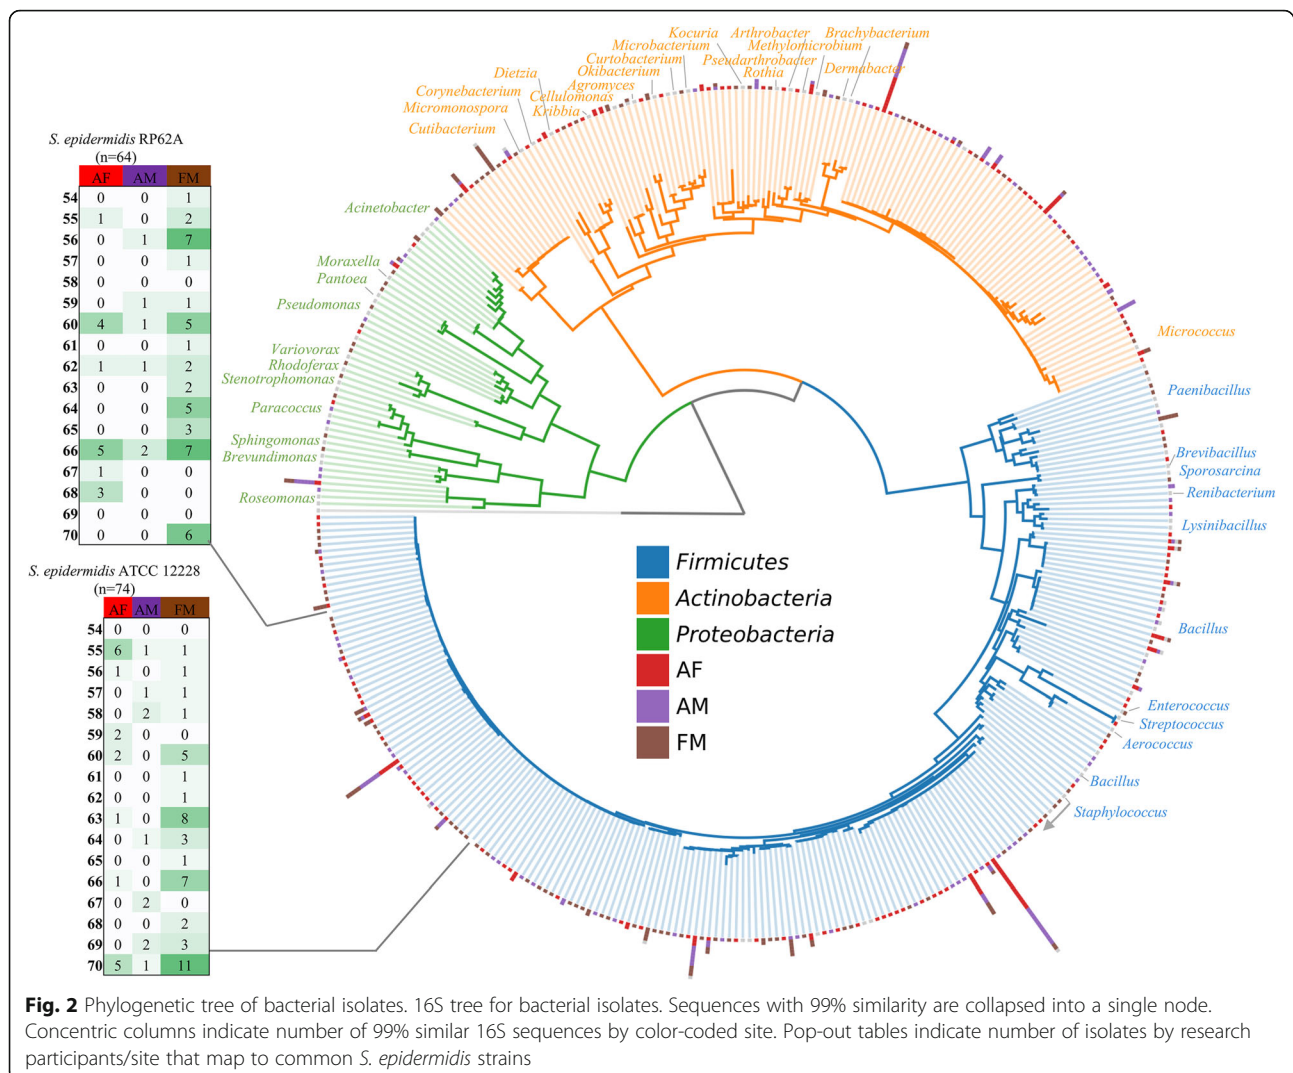 Kocuria
Arthrobacter
Brachybacterium
Microbacterium
Methylomicrobium
Curtobacterium
Pseudarthrobacter
Dermabacter
Okibacterium
Rothia
Dietzia
Agromyces
Corynebacterium
Cellulomonas
Micromonospora
Kribbia
Cutibacterium
Acinetobacter
Moraxella
Pantoea
Pseudomonas
Variovorax
Rhodoferax
Stenotrophomonas
Paracoccus
Sphingomonas
Brevundimonas
Roseomonas
Micrococcus
Paenibacillus
Brevibacillus
Sporosarcina
Renibacterium
Lysinibacillus
Bacillus
Enterococcus
Streptococcus
Aerococcus
Bacillus
Staphylococcus
S. epidermidis RP62A
(n=64)
AF AM FM
54 0 0 1
55 1 0 2
56 0 1 7
57 0 0 1
58 0 0 0
59 0 1 1
60 4 1 5
61 0 0 1
62 1 1 2
63 0 0 2
64 0 0 5
65 0 0 3
66 5 2 7
67 1 0 0
68 3 0 0
69 0 0 0
70 0 0 6
S. epidermidis ATCC 12228
(n=74)
AF AM FM
54 0 0 0
55 6 1 1
56 1 0 1
57 0 1 1
58 0 2 1
59 2 0 0
60 2 0 5
61 0 0 1
62 0 0 1
63 1 0 8
64 0 1 3
65 0 0 1
66 1 0 7
67 0 2 0
68 0 0 2
69 0 2 3
70 5 1 11
Firmicutes
Actinobacteria
Proteobacteria
AF
AM
FM
Fig. 2 Phylogenetic tree of bacterial isolates. 16S tree for bacterial isolates. Sequences with 99% similarity are collapsed into a single node.
Concentric columns indicate number of 99% similar 16S sequences by color-coded site. Pop-out tables indicate number of isolates by research
participants/site that map to common S. epidermidis strains